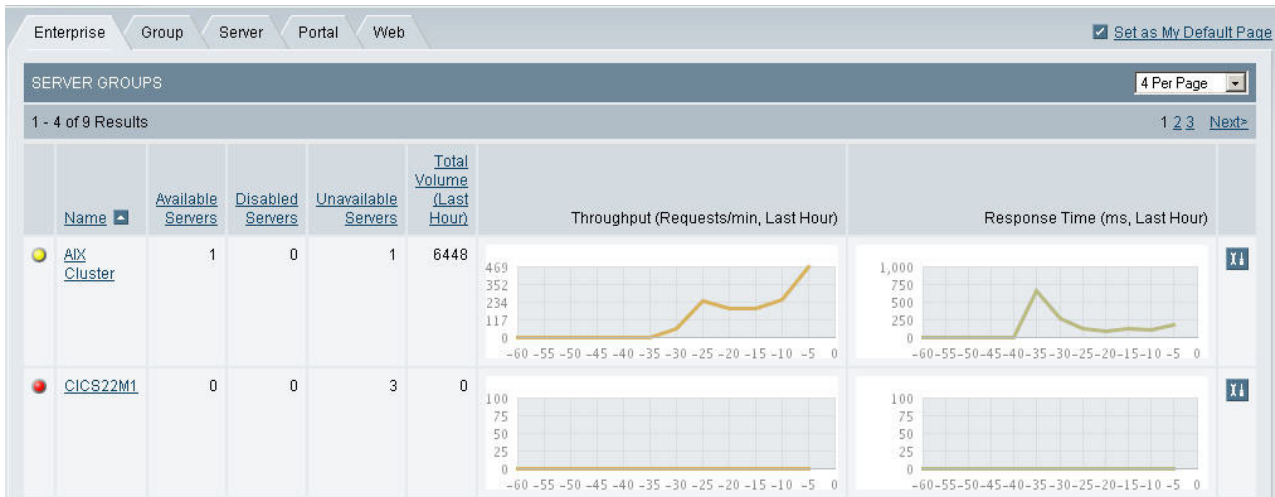 Enterprise Group Server Portal Web Set as My Default Page
SERVER GROUPS 4 Per Page
1 - 4 of 9 Results 1 2 3 Next>
Name Available Servers Disabled Servers Unavailable Servers Total Volume (Last Hour) Throughput (Requests/min, Last Hour) Response Time (ms, Last Hour)
AIX Cluster 1 0 1 6448
469
352
234
117
0
-60 -55 -50 -45 -40 -35 -30 -25 -20 -15 -10 -5 0
1,000
750
500
250
0
-60-55-50-45-40-35-30-25-20-15-10 -5 0
CICS22M1 0 0 3 0
100
75
50
25
0
-60 -55 -50 -45 -40 -35 -30 -25 -20 -15 -10 -5 0
100
75
50
25
0
-60-55-50-45-40-35-30-25-20-15-10 -5 0